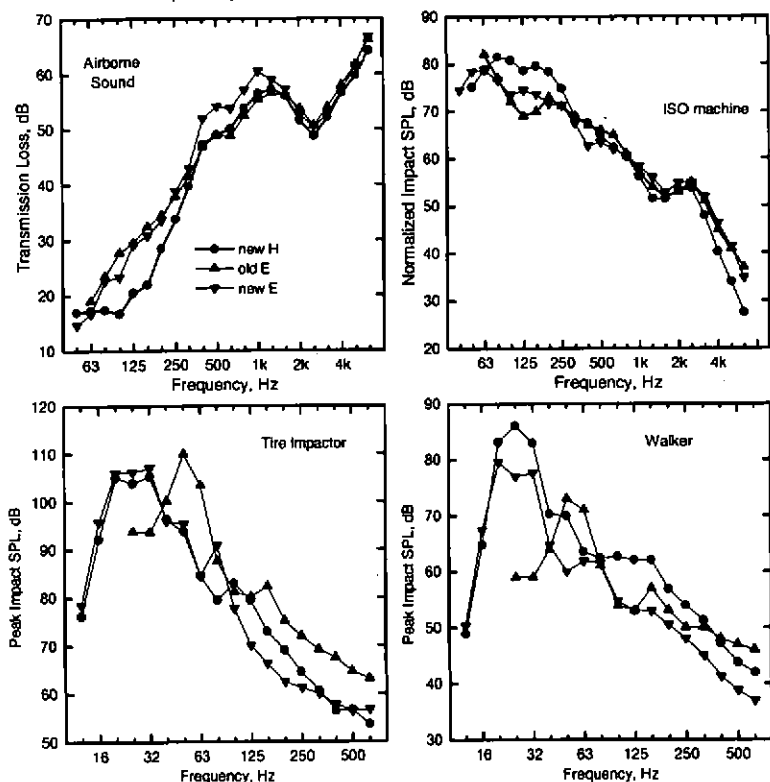 70
60
50
40
30
20
10
Transmission Loss, dB
Airborne
Sound
new H
old E
new E
63 125 250 500 1k 2k 4k
Frequency, Hz
90
80
70
60
50
40
30
20
Normalized Impact SPL, dB
ISO machine
63 125 250 500 1k 2k 4k
Frequency, Hz
120
110
100
90
80
70
60
50
Peak Impact SPL, dB
Tire Impactor
16 32 63 125 250 500
Frequency, Hz
90
80
70
60
50
40
30
Peak Impact SPL, dB
Walker
16 32 63 125 250 500
Frequency, Hz